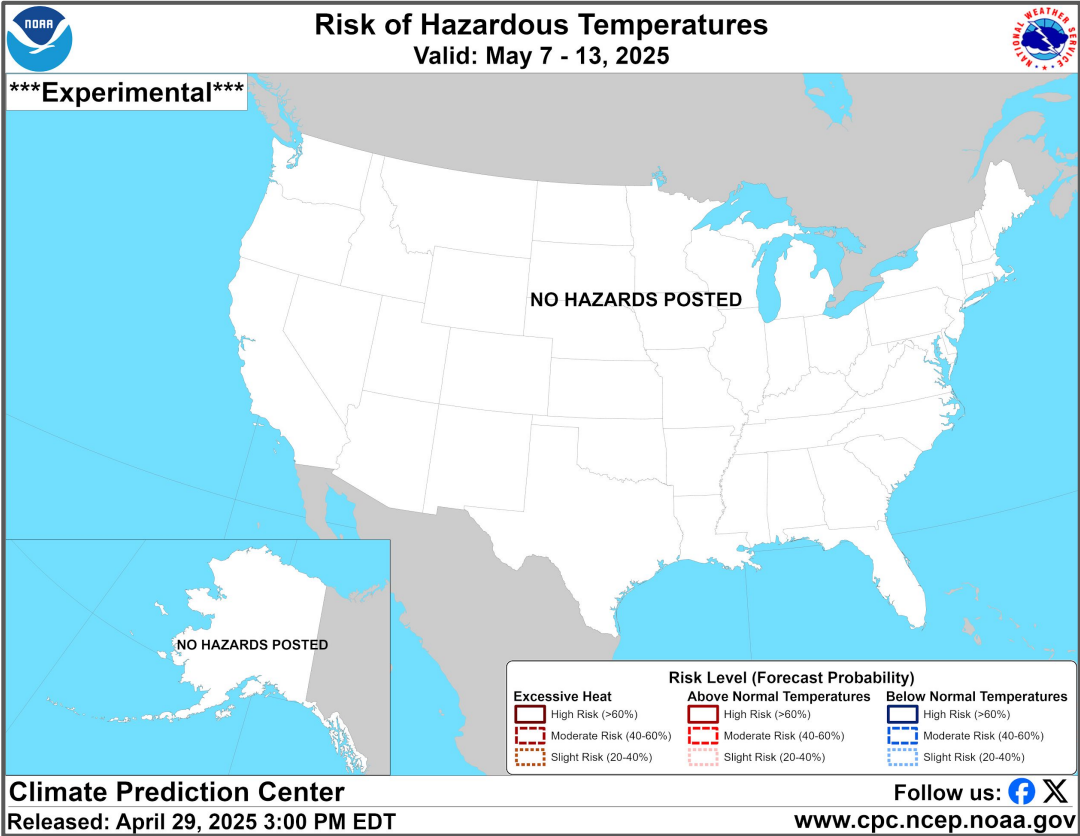 NOAA
Risk of Hazardous Temperatures
Valid: May 7 - 13, 2025
NATIONAL WEATHER SERVICE
***Experimental***
NO HAZARDS POSTED
NO HAZARDS POSTED
Risk Level (Forecast Probability)
Excessive Heat
High Risk (>60%)
Moderate Risk (40-60%)
Slight Risk (20-40%)
Above Normal Temperatures
High Risk (>60%)
Moderate Risk (40-60%)
Slight Risk (20-40%)
Below Normal Temperatures
High Risk (>60%)
Moderate Risk (40-60%)
Slight Risk (20-40%)
Climate Prediction Center
Follow us:
Released: April 29, 2025 3:00 PM EDT
www.cpc.ncep.noaa.gov